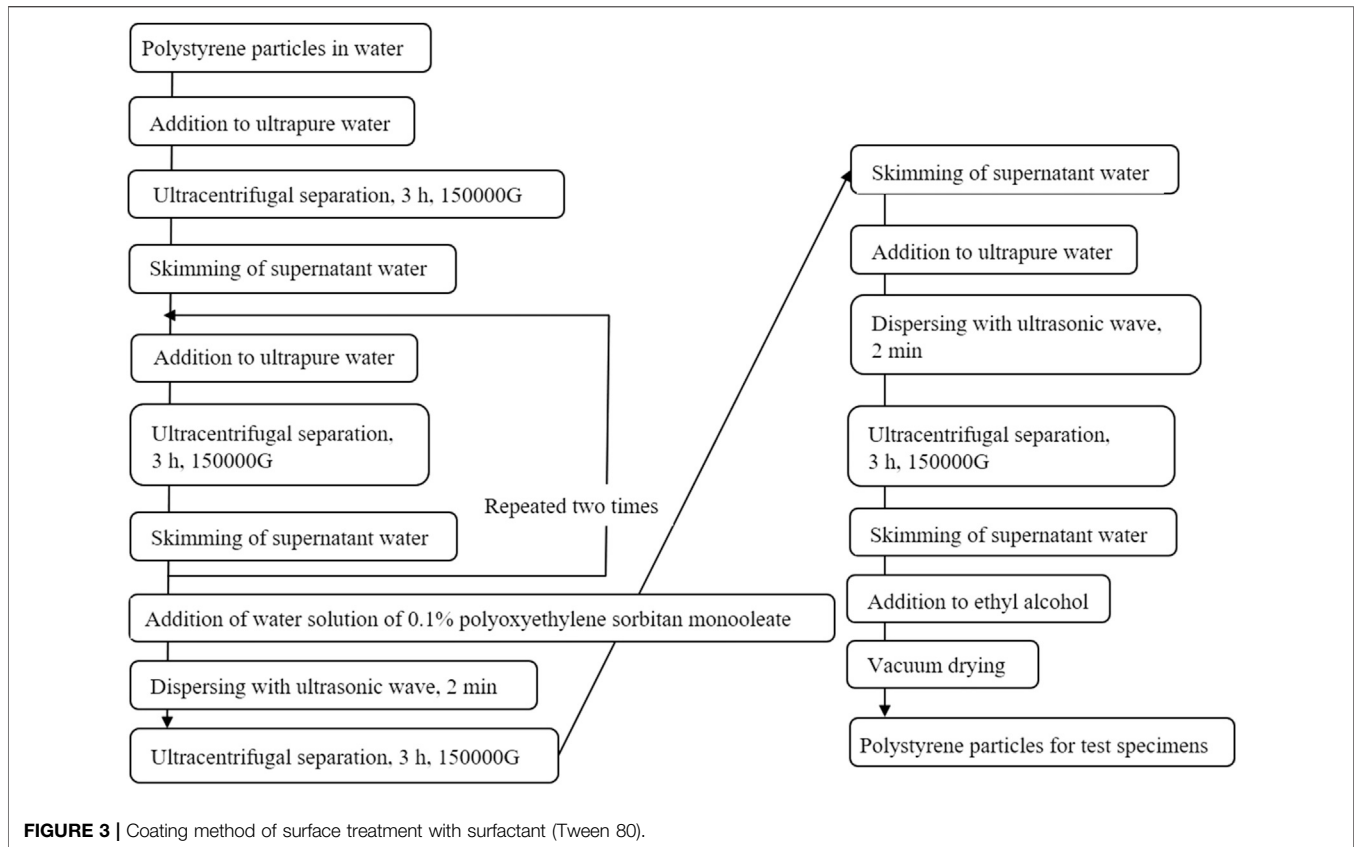 Polystyrene particles in water
Addition to ultrapure water
Ultracentrifugal separation, 3 h, 150000G
Skimming of supernatant water
Addition to ultrapure water
Ultracentrifugal separation,
3 h, 150000G
Repeated two times
Skimming of supernatant water
Addition of water solution of 0.1% polyoxyethylene sorbitan monooleate
Dispersing with ultrasonic wave, 2 min
Ultracentrifugal separation, 3 h, 150000G
Skimming of supernatant water
Addition to ultrapure water
Dispersing with ultrasonic wave,
2 min
Ultracentrifugal separation,
3 h, 150000G
Skimming of supernatant water
Addition to ethyl alcohol
Vacuum drying
Polystyrene particles for test specimens
FIGURE 3 | Coating method of surface treatment with surfactant (Tween 80).